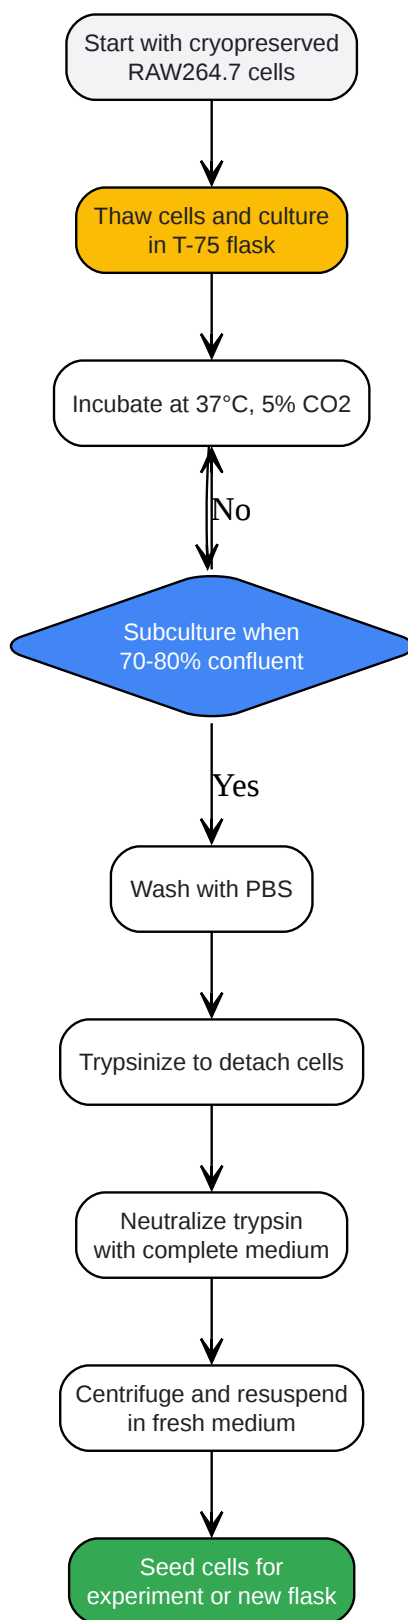 Start with cryopreserved
RAW264.7 cells
Thaw cells and culture
in T-75 flask
Incubate at 37°C, 5% CO2
No
Subculture when
70-80% confluent
Yes
Wash with PBS
Trypsinize to detach cells
Neutralize trypsin
with complete medium
Centrifuge and resuspend
in fresh medium
Seed cells for
experiment or new flask